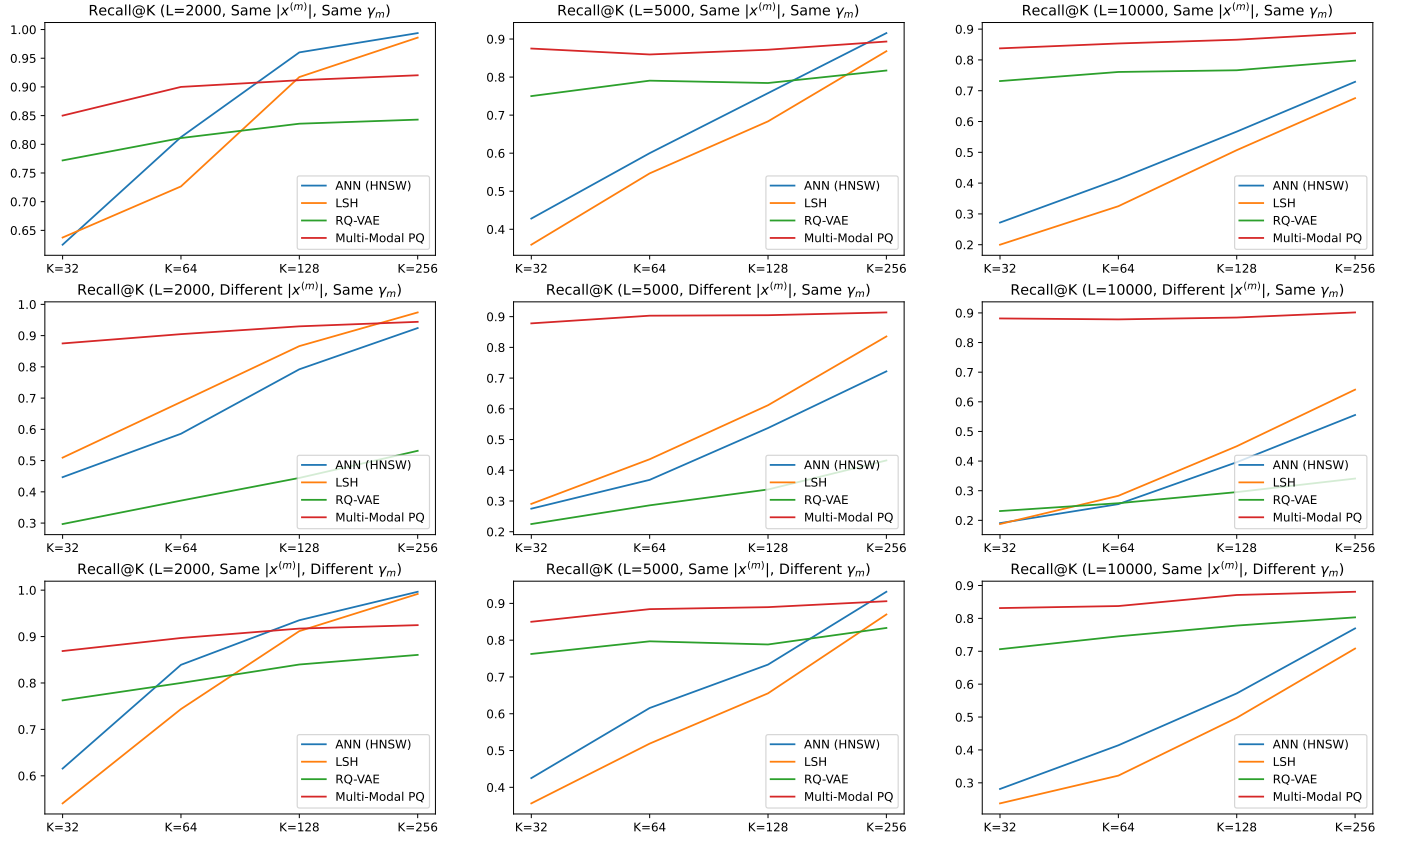 Recall@K (L=2000, Same |x^(m)|, Same γ_m)
1.00
0.95
0.90
0.85
0.80
0.75
0.70
0.65
K=32
K=64
K=128
K=256
ANN (HNSW)
LSH
RQ-VAE
Multi-Modal PQ
Recall@K (L=5000, Same |x^(m)|, Same γ_m)
0.9
0.8
0.7
0.6
0.5
0.4
K=32
K=64
K=128
K=256
ANN (HNSW)
LSH
RQ-VAE
Multi-Modal PQ
Recall@K (L=10000, Same |x^(m)|, Same γ_m)
0.9
0.8
0.7
0.6
0.5
0.4
0.3
0.2
K=32
K=64
K=128
K=256
ANN (HNSW)
LSH
RQ-VAE
Multi-Modal PQ
Recall@K (L=2000, Different |x^(m)|, Same γ_m)
1.0
0.9
0.8
0.7
0.6
0.5
0.4
0.3
K=32
K=64
K=128
K=256
ANN (HNSW)
LSH
RQ-VAE
Multi-Modal PQ
Recall@K (L=5000, Different |x^(m)|, Same γ_m)
0.9
0.8
0.7
0.6
0.5
0.4
0.3
0.2
K=32
K=64
K=128
K=256
ANN (HNSW)
LSH
RQ-VAE
Multi-Modal PQ
Recall@K (L=10000, Different |x^(m)|, Same γ_m)
0.9
0.8
0.7
0.6
0.5
0.4
0.3
0.2
K=32
K=64
K=128
K=256
ANN (HNSW)
LSH
RQ-VAE
Multi-Modal PQ
Recall@K (L=2000, Same |x^(m)|, Different γ_m)
1.0
0.9
0.8
0.7
0.6
K=32
K=64
K=128
K=256
ANN (HNSW)
LSH
RQ-VAE
Multi-Modal PQ
Recall@K (L=5000, Same |x^(m)|, Different γ_m)
0.9
0.8
0.7
0.6
0.5
0.4
K=32
K=64
K=128
K=256
ANN (HNSW)
LSH
RQ-VAE
Multi-Modal PQ
Recall@K (L=10000, Same |x^(m)|, Different γ_m)
0.9
0.8
0.7
0.6
0.5
0.4
0.3
K=32
K=64
K=128
K=256
ANN (HNSW)
LSH
RQ-VAE
Multi-Modal PQ